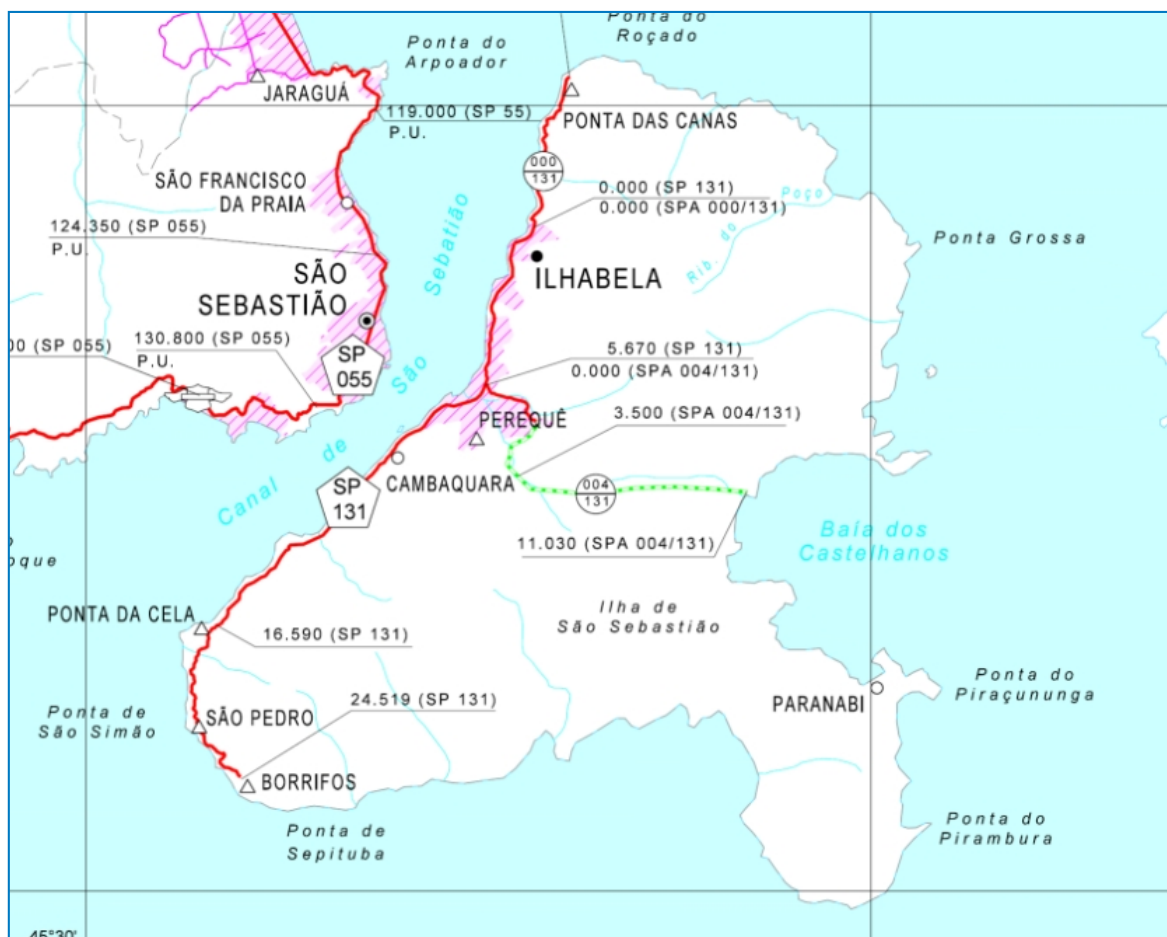 Ponta do
Roçado
Ponta do
Arpoador
JARAGUÁ
119.000 (SP 55)
P.U.
PONTA DAS CANAS
000
131
SÃO FRANCISCO
DA PRAIA
0.000 (SP 131)
0.000 (SPA 000/131)
Rib. do Poço
124.350 (SP 055)
P.U.
Ponta Grossa
SÃO
SEBASTIÃO
ILHABELA
Canal de São Sebatião
00 (SP 055)
130.800 (SP 055)
P.U.
SP
055
5.670 (SP 131)
0.000 (SPA 004/131)
3.500 (SPA 004/131)
PEREQUÊ
CAMBAQUARA
SP
131
004
131
11.030 (SPA 004/131)
Baía dos
Castelhanos
oque
PONTA DA CELA
16.590 (SP 131)
Ilha de
São Sebastião
24.519 (SP 131)
PARANABI
Ponta do
Piraçununga
Ponta de
São Simão
SÃO PEDRO
BORRIFOS
Ponta de
Sepituba
Ponta do
Pirambura
45°30'